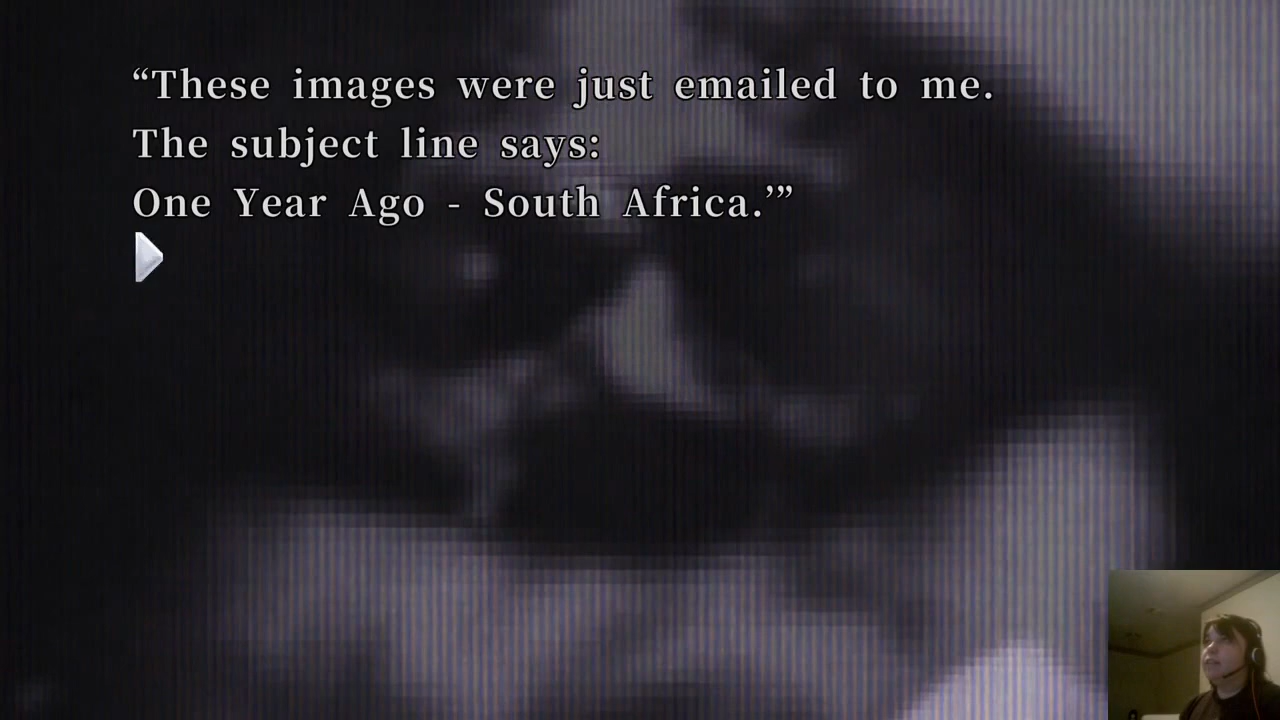 “These images were just emailed to me.
The subject line says:
One Year Ago - South Africa.’”